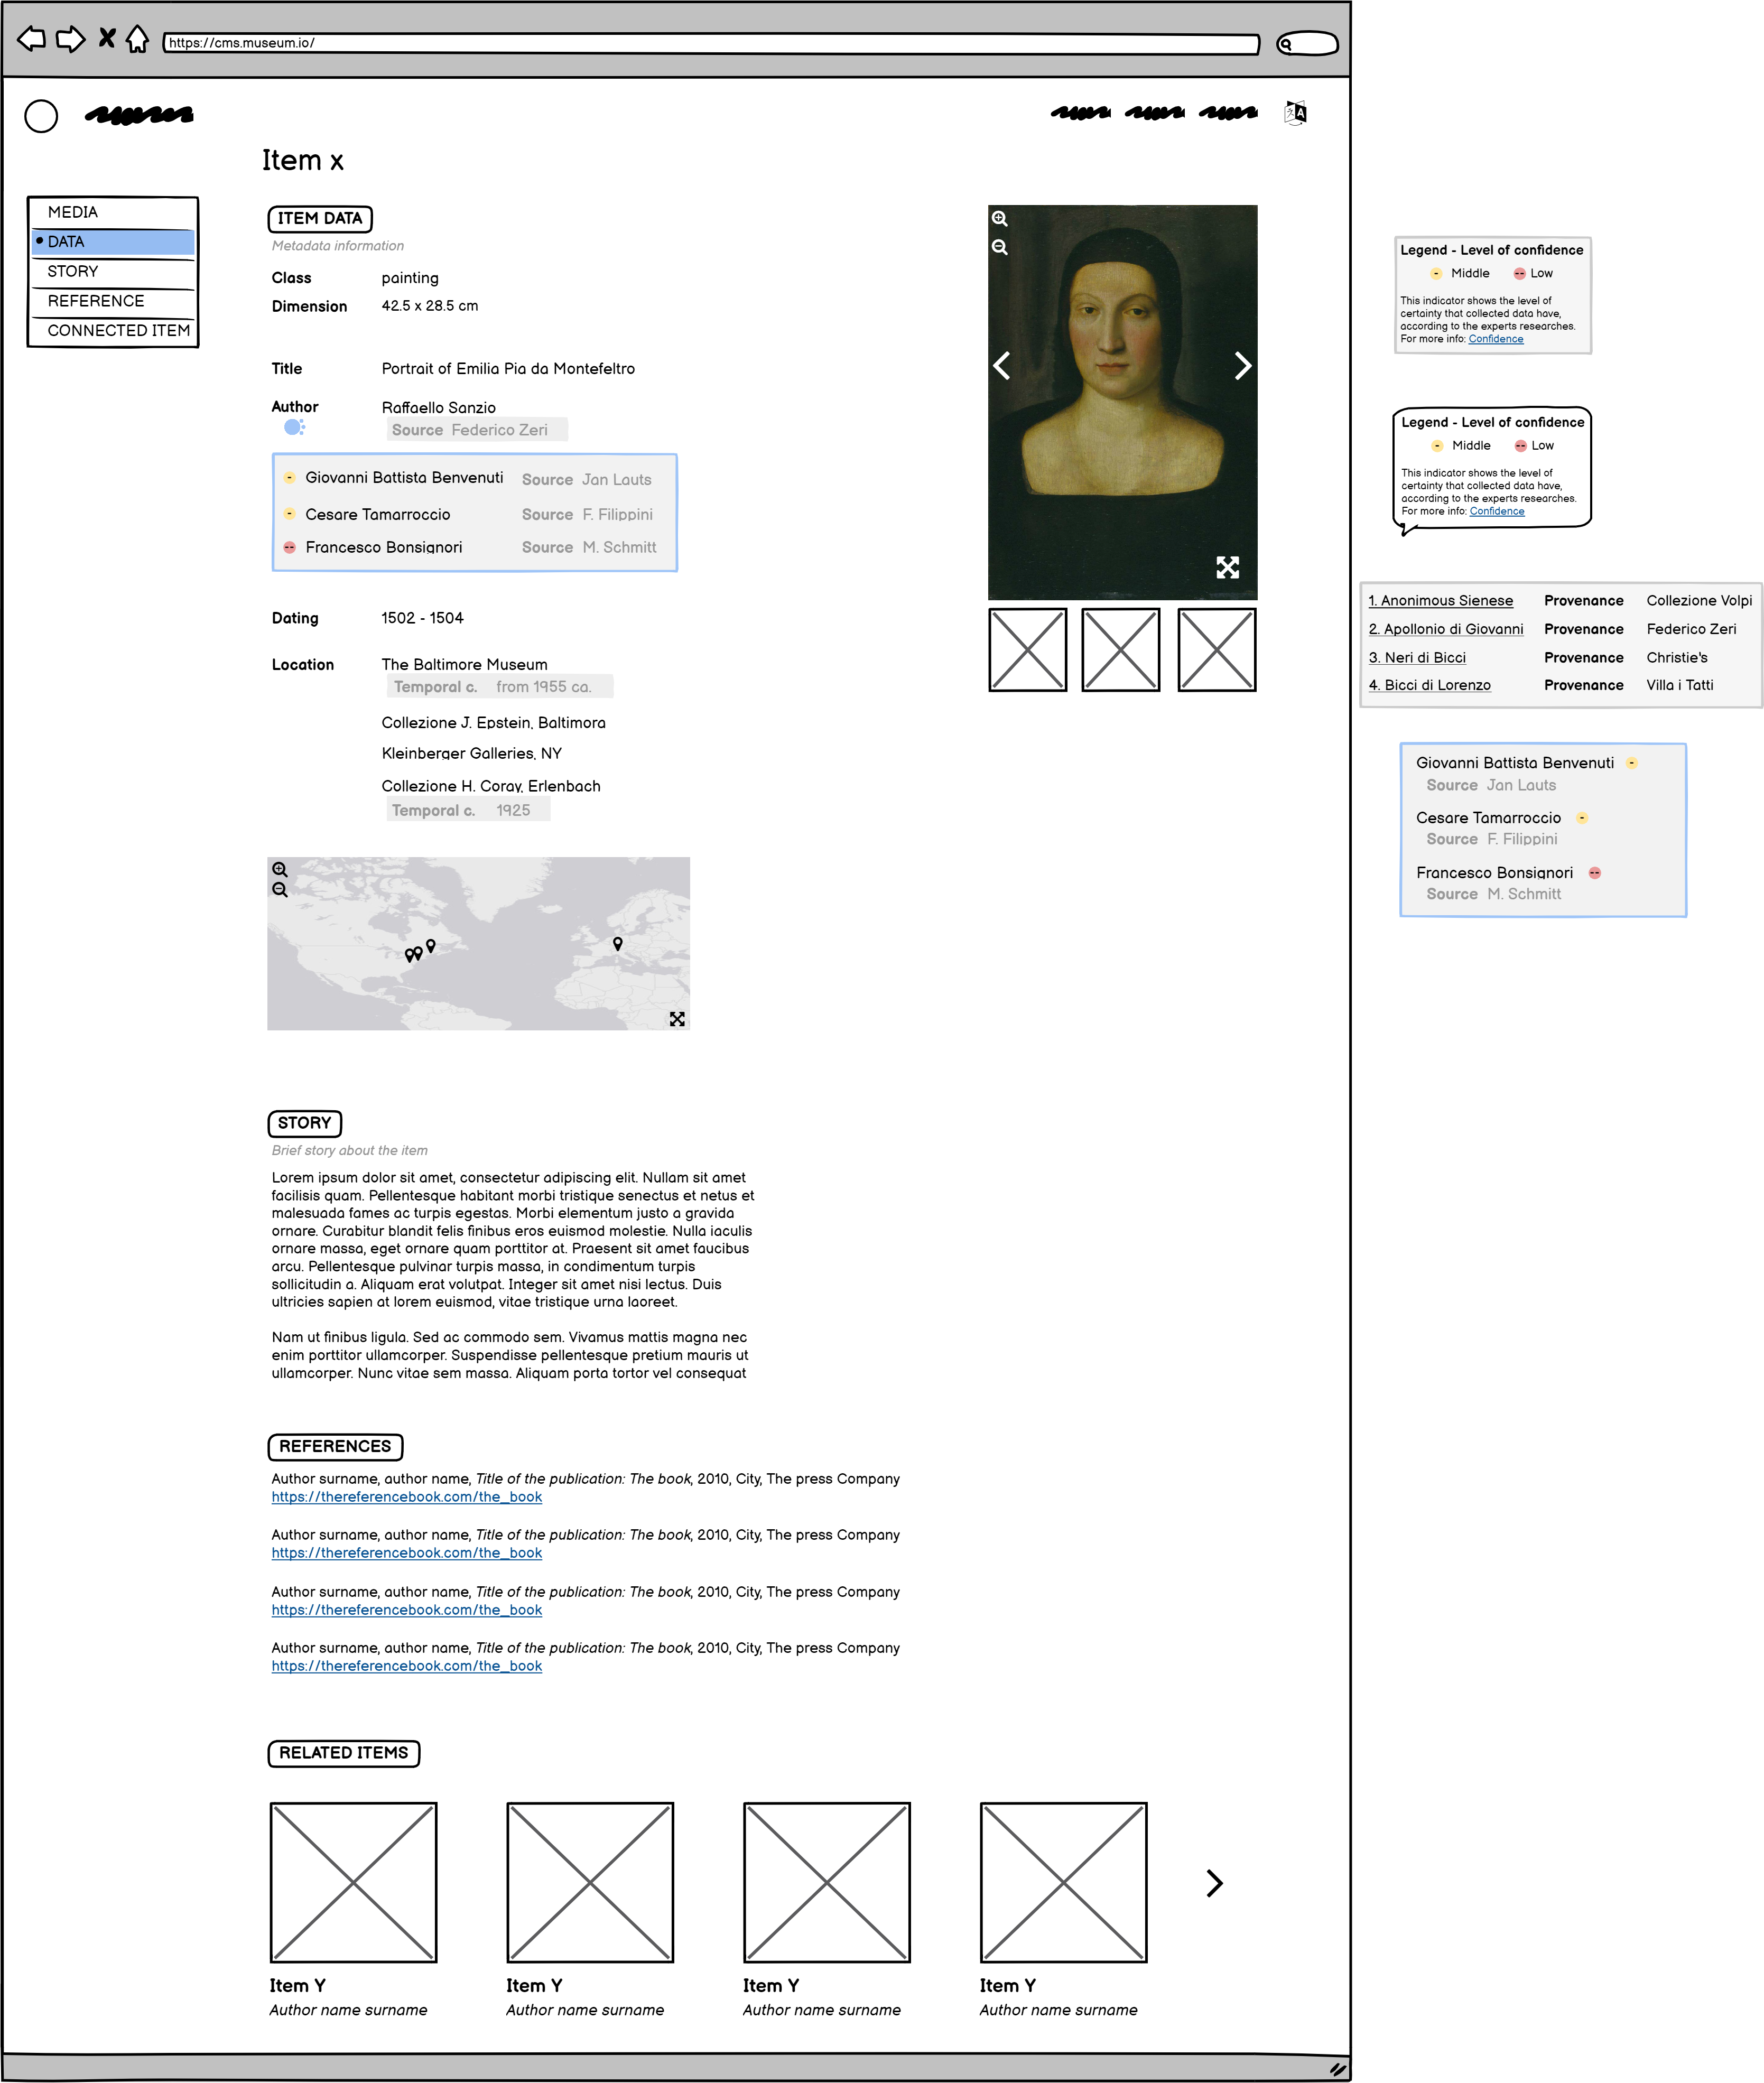 https://cms.museum.io/
Item x
MEDIA
DATA
STORY
REFERENCE
CONNECTED ITEM
ITEM DATA
Metadata information
Class painting
Dimension 42.5 x 28.5 cm
Title Portrait of Emilia Pia da Montefeltro
Author Raffaello Sanzio
Source Federico Zeri
- Giovanni Battista Benvenuti Source Jan Lauts
- Cesare Tamarroccio Source F. Filippini
-- Francesco Bonsignori Source M. Schmitt
Dating 1502 - 1504
Location The Baltimore Museum
Temporal c. from 1955 ca.
Collezione J. Epstein, Baltimora
Kleinberger Galleries, NY
Collezione H. Coray, Erlenbach
Temporal c. 1925
STORY
Brief story about the item
Lorem ipsum dolor sit amet, consectetur adipiscing elit. Nullam sit amet
facilisis quam. Pellentesque habitant morbi tristique senectus et netus et
malesuada fames ac turpis egestas. Morbi elementum justo a gravida
ornare. Curabitur blandit felis finibus eros euismod molestie. Nulla iaculis
ornare massa, eget ornare quam porttitor at. Praesent sit amet faucibus
arcu. Pellentesque pulvinar turpis massa, in condimentum turpis
sollicitudin a. Aliquam erat volutpat. Integer sit amet nisi lectus. Duis
ultricies sapien at lorem euismod, vitae tristique urna laoreet.
Nam ut finibus ligula. Sed ac commodo sem. Vivamus mattis magna nec
enim porttitor ullamcorper. Suspendisse pellentesque pretium mauris ut
ullamcorper. Nunc vitae sem massa. Aliquam porta tortor vel consequat
REFERENCES
Author surname, author name, Title of the publication: The book, 2010, City, The press Company
https://thereferencebook.com/the_book
Author surname, author name, Title of the publication: The book, 2010, City, The press Company
https://thereferencebook.com/the_book
Author surname, author name, Title of the publication: The book, 2010, City, The press Company
https://thereferencebook.com/the_book
Author surname, author name, Title of the publication: The book, 2010, City, The press Company
https://thereferencebook.com/the_book
RELATED ITEMS
Item Y
Author name surname
Item Y
Author name surname
Item Y
Author name surname
Item Y
Author name surname
Legend - Level of confidence
- Middle -- Low
This indicator shows the level of
certainty that collected data have,
according to the experts researches.
For more info: Confidence
Legend - Level of confidence
- Middle -- Low
This indicator shows the level of
certainty that collected data have,
according to the experts researches.
For more info: Confidence
1. Anonimous Sienese Provenance Collezione Volpi
2. Apollonio di Giovanni Provenance Federico Zeri
3. Neri di Bicci Provenance Christie's
4. Bicci di Lorenzo Provenance Villa i Tatti
Giovanni Battista Benvenuti -
Source Jan Lauts
Cesare Tamarroccio -
Source F. Filippini
Francesco Bonsignori --
Source M. Schmitt